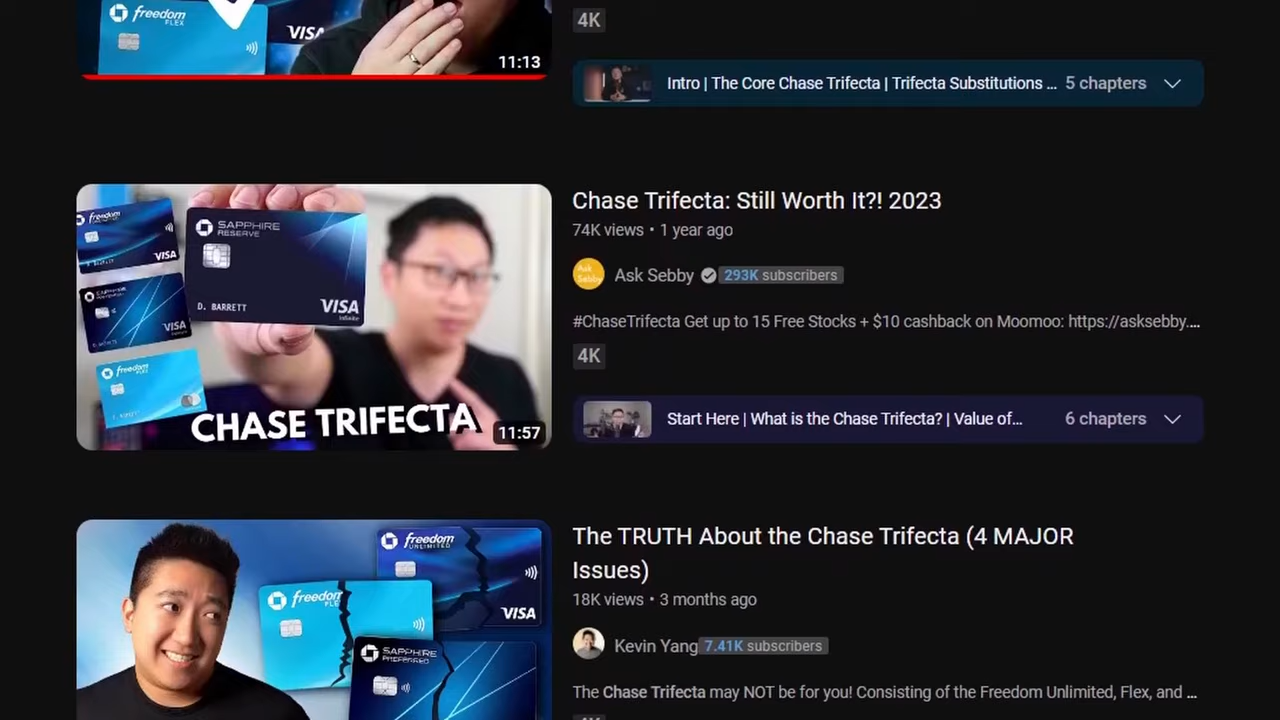 freedom
FLEX
VISA
11:13
4K
Intro | The Core Chase Trifecta | Trifecta Substitutions ... 5 chapters
freedom
VISA
SAPPHIRE
RESERVE
D. BARRETT
VISA
Infinite
VISA
freedom
FLEX
CHASE TRIFECTA
11:57
Chase Trifecta: Still Worth It?! 2023
74K views • 1 year ago
Ask Sebby
Ask Sebby 293K subscribers
#ChaseTrifecta Get up to 15 Free Stocks + $10 cashback on Moomoo: https://asksebby....
4K
Start Here | What is the Chase Trifecta? | Value of... 6 chapters
freedom
UNLIMITED
freedom
FLEX
VISA
SAPPHIRE
PREFERRED
The TRUTH About the Chase Trifecta (4 MAJOR
Issues)
18K views • 3 months ago
Kevin Yang 7.41K subscribers
The Chase Trifecta may NOT be for you! Consisting of the Freedom Unlimited, Flex, and ...